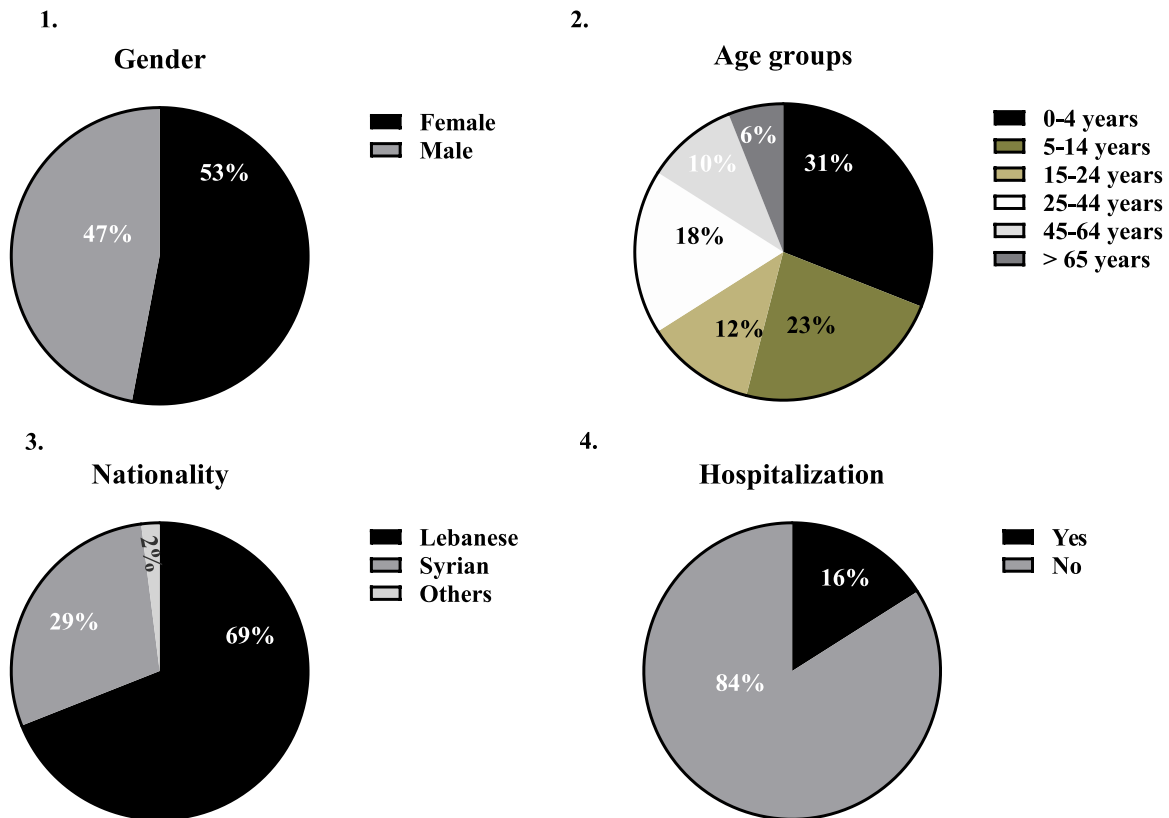 1.
Gender
53%
47%
Female
Male
2.
Age groups
6%
10%
31%
18%
12%
23%
0-4 years
5-14 years
15-24 years
25-44 years
45-64 years
> 65 years
3.
Nationality
2%
29%
69%
Lebanese
Syrian
Others
4.
Hospitalization
16%
84%
Yes
No